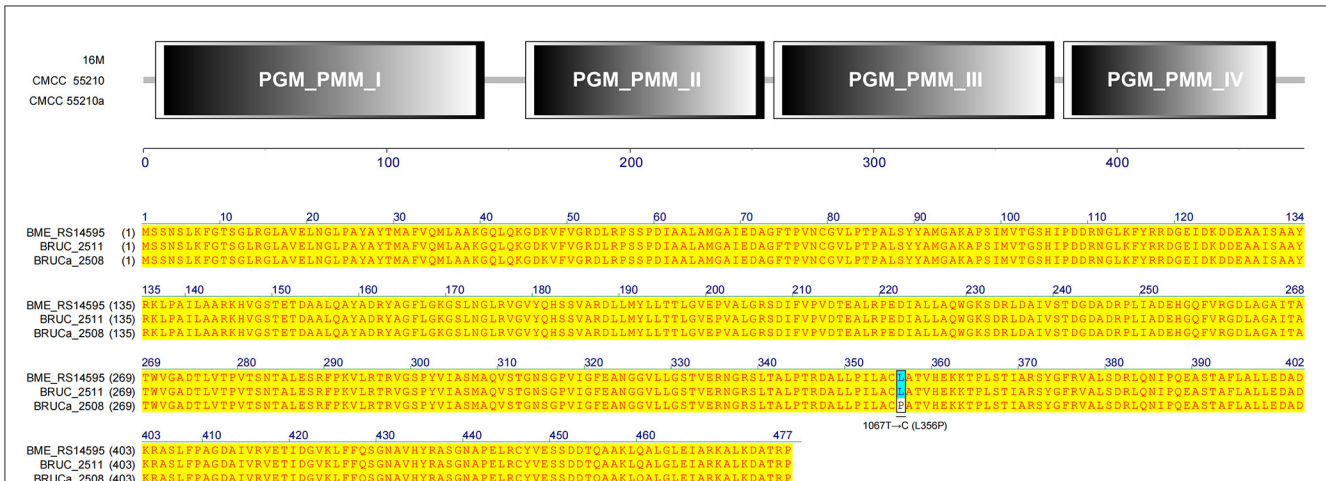 16M
CMCC 55210
CMCC 55210a
PGM_PMM_I PGM_PMM_II PGM_PMM_III PGM_PMM_IV
0 100 200 300 400
1 10 20 30 40 50 60 70 80 90 100 110 120 134
BME_RS14595 (1) MSSNSLKFGTSGLRGLAVELNGLPAYAYTMAFVQMLAAKGQLQKGDKVFVGRDLRPSSPDIAALAMGAIEDAGFTPVNCGVLPTPALSYYAMGAKAPSIMVTGSHIPDDRNGLKFYRRDGEIDKDDEAAISAAY
BRUC_2511 (1) MSSNSLKFGTSGLRGLAVELNGLPAYAYTMAFVQMLAAKGQLQKGDKVFVGRDLRPSSPDIAALAMGAIEDAGFTPVNCGVLPTPALSYYAMGAKAPSIMVTGSHIPDDRNGLKFYRRDGEIDKDDEAAISAAY
BRUCa_2508 (1) MSSNSLKFGTSGLRGLAVELNGLPAYAYTMAFVQMLAAKGQLQKGDKVFVGRDLRPSSPDIAALAMGAIEDAGFTPVNCGVLPTPALSYYAMGAKAPSIMVTGSHIPDDRNGLKFYRRDGEIDKDDEAAISAAY
135 140 150 160 170 180 190 200 210 220 230 240 250 268
BME_RS14595 (135) RKLPAILAARKHVGSTETDAALQAYADRYAGFLGKGSLNGLRVGVYQHSSVARDLLMYLLTTLGVEPVALGRSDIFVPVDTEALRPEDIALLAQWGKSDRLDAIVSTDGDADRPLIADEHGQFVRGDLAGAITA
BRUC_2511 (135) RKLPAILAARKHVGSTETDAALQAYADRYAGFLGKGSLNGLRVGVYQHSSVARDLLMYLLTTLGVEPVALGRSDIFVPVDTEALRPEDIALLAQWGKSDRLDAIVSTDGDADRPLIADEHGQFVRGDLAGAITA
BRUCa_2508 (135) RKLPAILAARKHVGSTETDAALQAYADRYAGFLGKGSLNGLRVGVYQHSSVARDLLMYLLTTLGVEPVALGRSDIFVPVDTEALRPEDIALLAQWGKSDRLDAIVSTDGDADRPLIADEHGQFVRGDLAGAITA
269 280 290 300 310 320 330 340 350 360 370 380 390 402
BME_RS14595 (269) TWVGADTLVTPVTSNTALESRFPKVLRTRVGSPYVIASMAQVSTGNSGPVIGFEANGGVLLGSTVERNGRSLTALPTRDALLPILACLATVHEKKTPLSTIARSYGFRVALSDRLQNIPQEASTAFLALLEDAD
BRUC_2511 (269) TWVGADTLVTPVTSNTALESRFPKVLRTRVGSPYVIASMAQVSTGNSGPVIGFEANGGVLLGSTVERNGRSLTALPTRDALLPILACLATVHEKKTPLSTIARSYGFRVALSDRLQNIPQEASTAFLALLEDAD
BRUCa_2508 (269) TWVGADTLVTPVTSNTALESRFPKVLRTRVGSPYVIASMAQVSTGNSGPVIGFEANGGVLLGSTVERNGRSLTALPTRDALLPILACPATVHEKKTPLSTIARSYGFRVALSDRLQNIPQEASTAFLALLEDAD
1067T→C (L356P)
403 410 420 430 440 450 460 477
BME_RS14595 (403) KRASLFPAGDAIVRVETIDGVKLFFQSGNAVHYRASGNAPELRCYVESSDDTQAAKLQALGLEIARKALKDATRP
BRUC_2511 (403) KRASLFPAGDAIVRVETIDGVKLFFQSGNAVHYRASGNAPELRCYVESSDDTQAAKLQALGLEIARKALKDATRP
BRUCa_2508 (403) KRASLFPAGDAIVRVETIDGVKLFFQSGNAVHYRASGNAPELRCYVESSDDTQAAKLQALGLEIARKALKDATRP